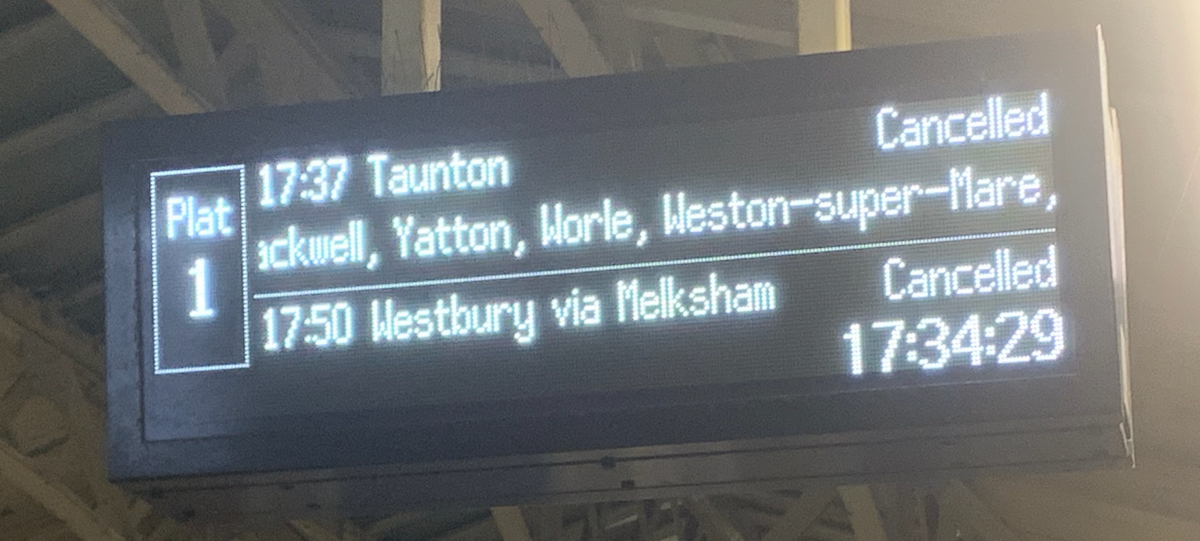 Plat
1
17:37 Taunton Cancelled
ackwell, Yatton, Worle, Weston-super-Mare,
17:50 Westbury via Melksham Cancelled
17:34:29